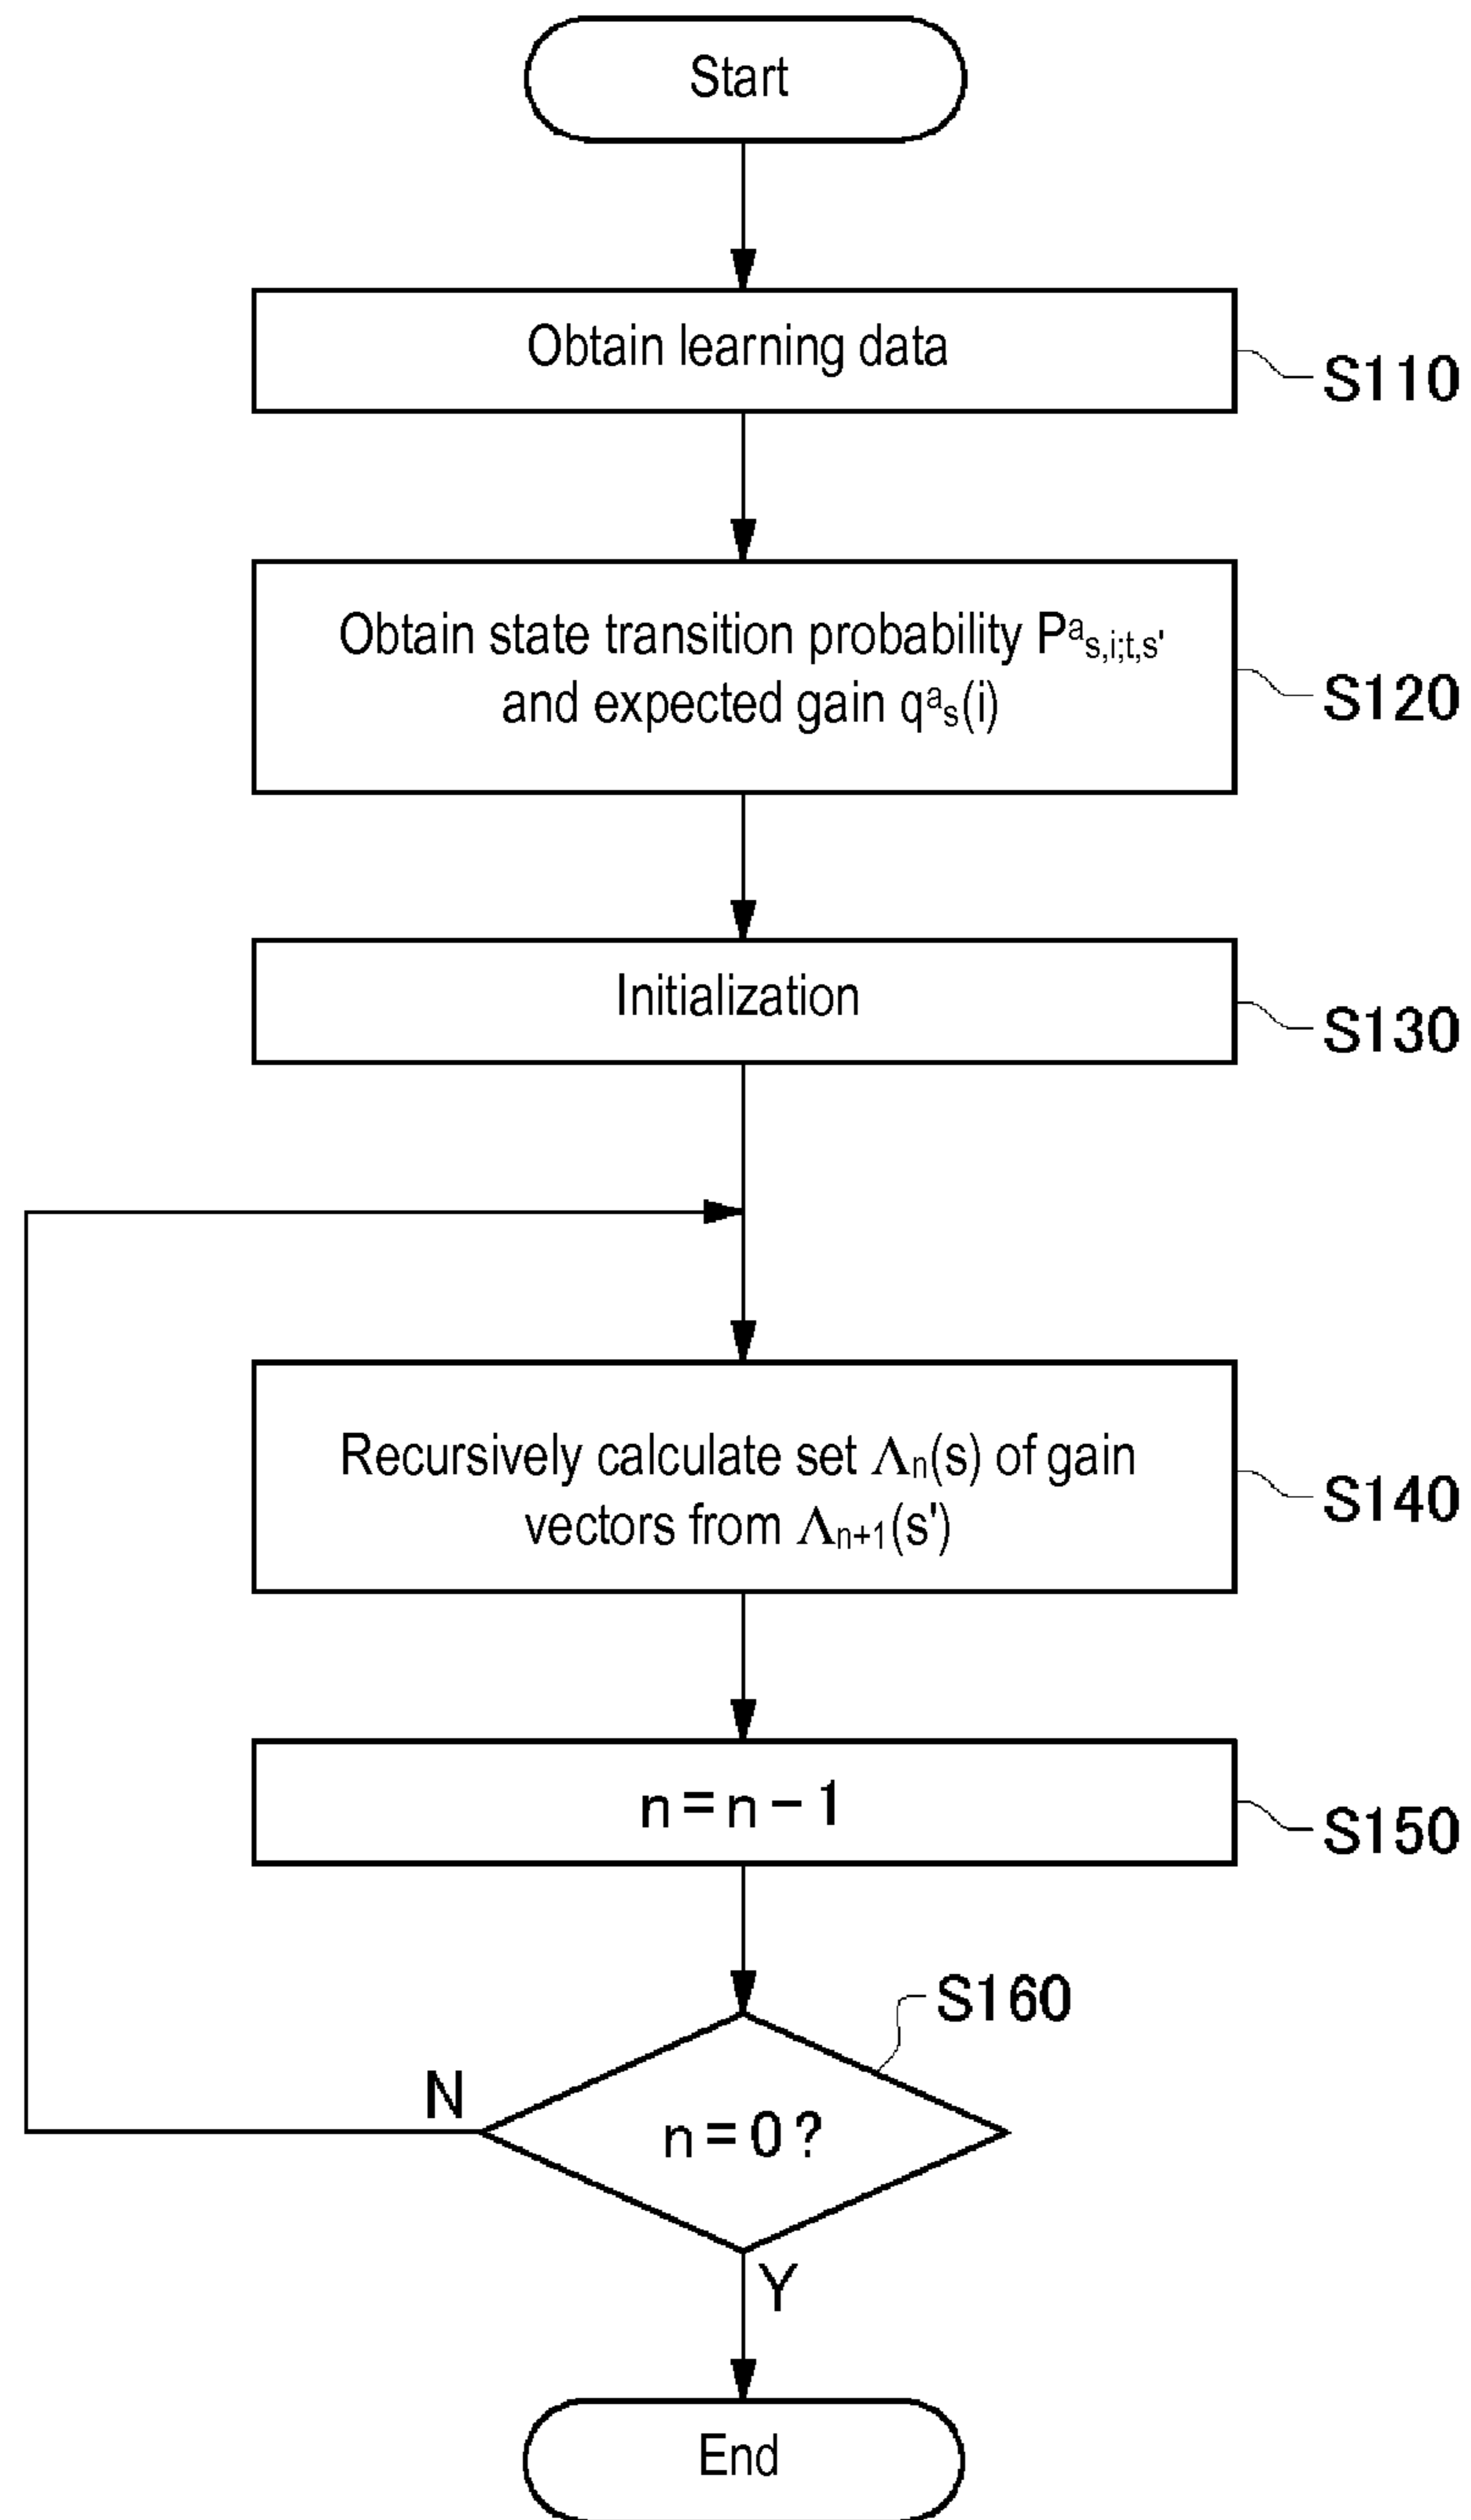 Start
Obtain learning data
S110
Obtain state transition probability Pᵃs,i;t,s'
and expected gain qᵃs(i)
S120
Initialization
S130
Recursively calculate set Λn(s) of gain
vectors from Λn+1(s')
S140
n=n−1
S150
S160
N
n=0?
Y
End